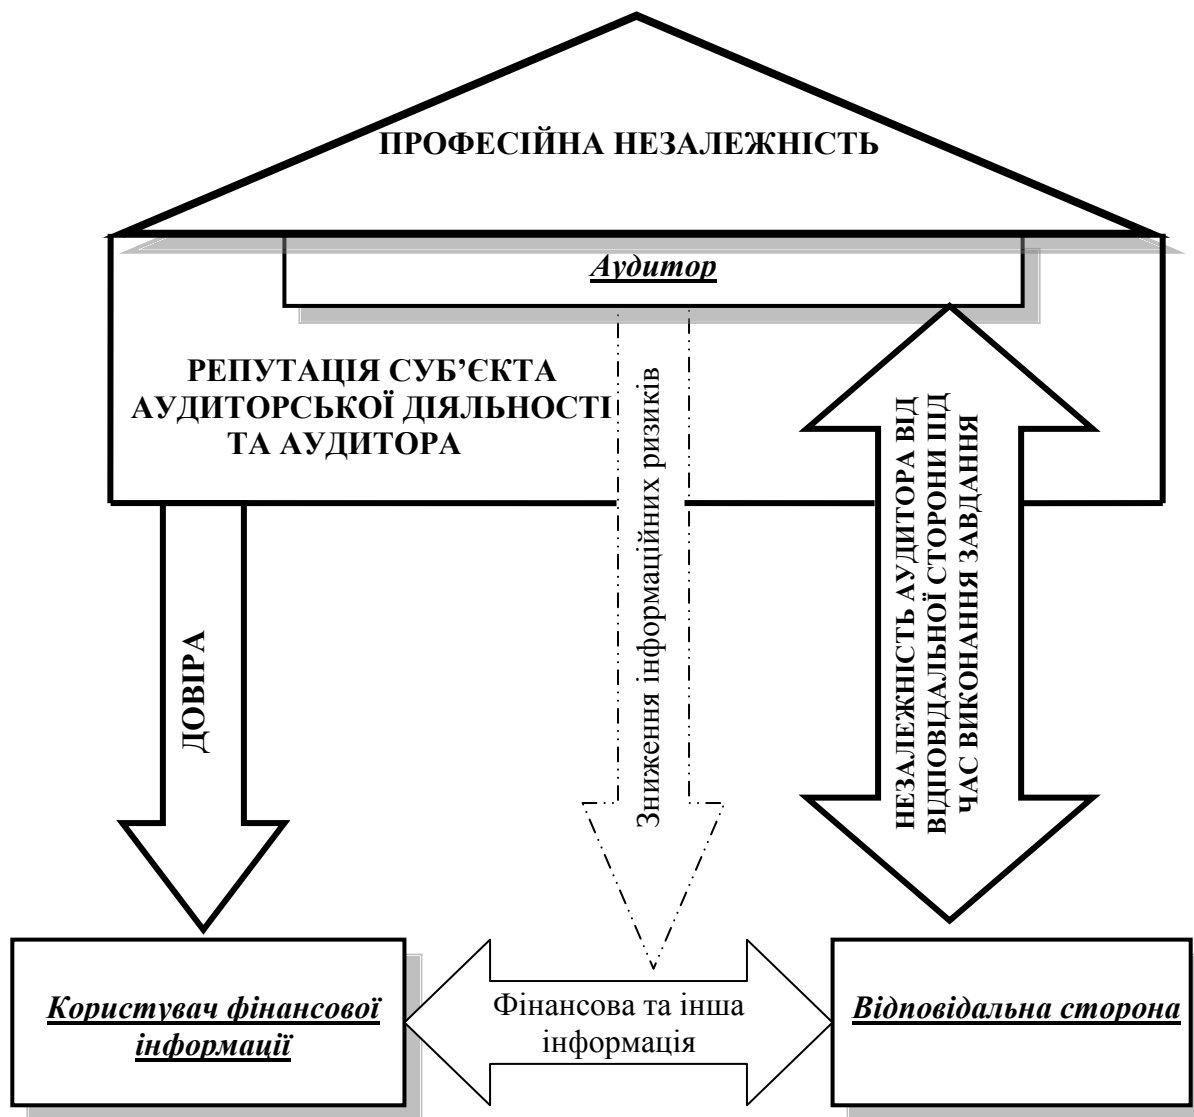 ПРОФЕСІЙНА НЕЗАЛЕЖНІСТЬ
Аудитор
РЕПУТАЦІЯ СУБ’ЄКТА
АУДИТОРСЬКОЇ ДІЯЛЬНОСТІ
ТА АУДИТОРА
ДОВІРА
Зниження інформаційних ризиків
НЕЗАЛЕЖНІСТЬ АУДИТОРА ВІД
ВІДПОВІДАЛЬНОЇ СТОРОНИ ПІД
ЧАС ВИКОНАННЯ ЗАВДАННЯ
Користувач фінансової
інформації
Фінансова та інша
інформація
Відповідальна сторона